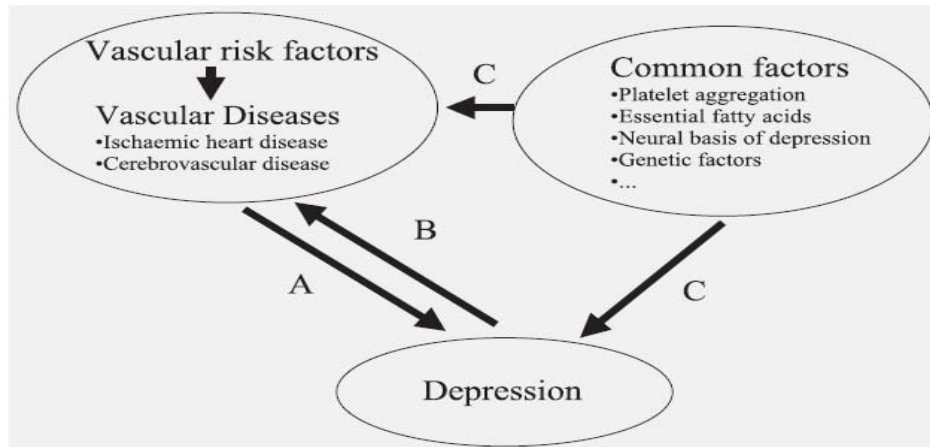 Vascular risk factors
Vascular Diseases
•Ischaemic heart disease
•Cerebrovascular disease
C
Common factors
•Platelet aggregation
•Essential fatty acids
•Neural basis of depression
•Genetic factors
•...
A
B
C
Depression